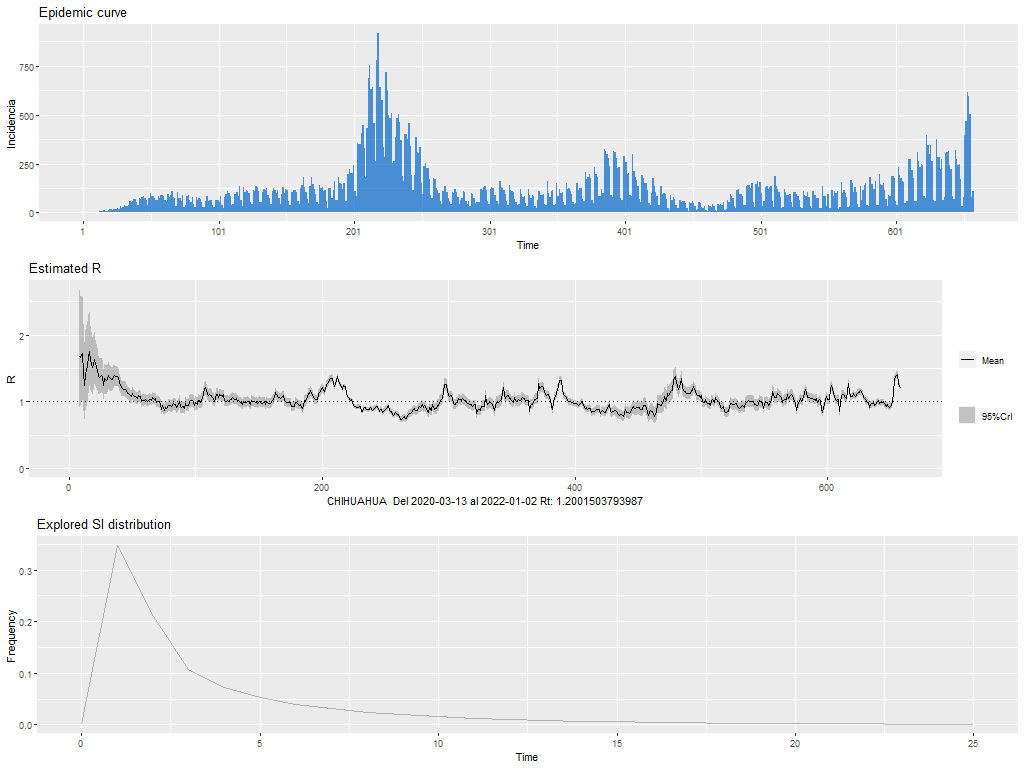 Epidemic curve
Incidencia
750
500
250
0
1
101
201
301
401
501
601
Time
Estimated R
R
2
1
0
0
200
400
600
CHIHUAHUA Del 2020-03-13 al 2022-01-02 Rt: 1.2001503793987
Mean
95%CrI
Explored SI distribution
Frequency
0.3
0.2
0.1
0.0
0
5
10
15
20
25
Time